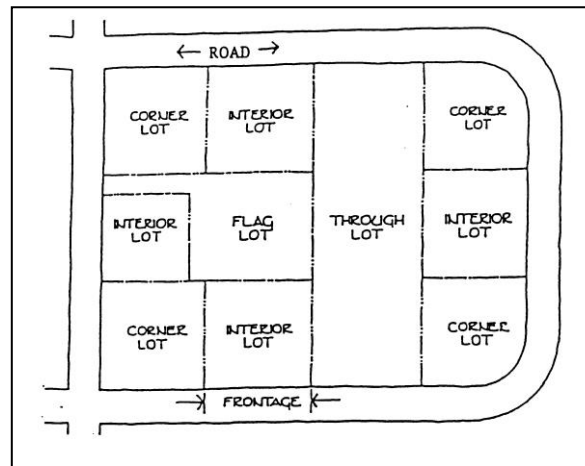 ROAD
CORNER
LOT
INTERIOR
LOT
CORNER
LOT
INTERIOR
LOT
FLAG
LOT
THROUGH
LOT
INTERIOR
LOT
CORNER
LOT
INTERIOR
LOT
CORNER
LOT
FRONTAGE